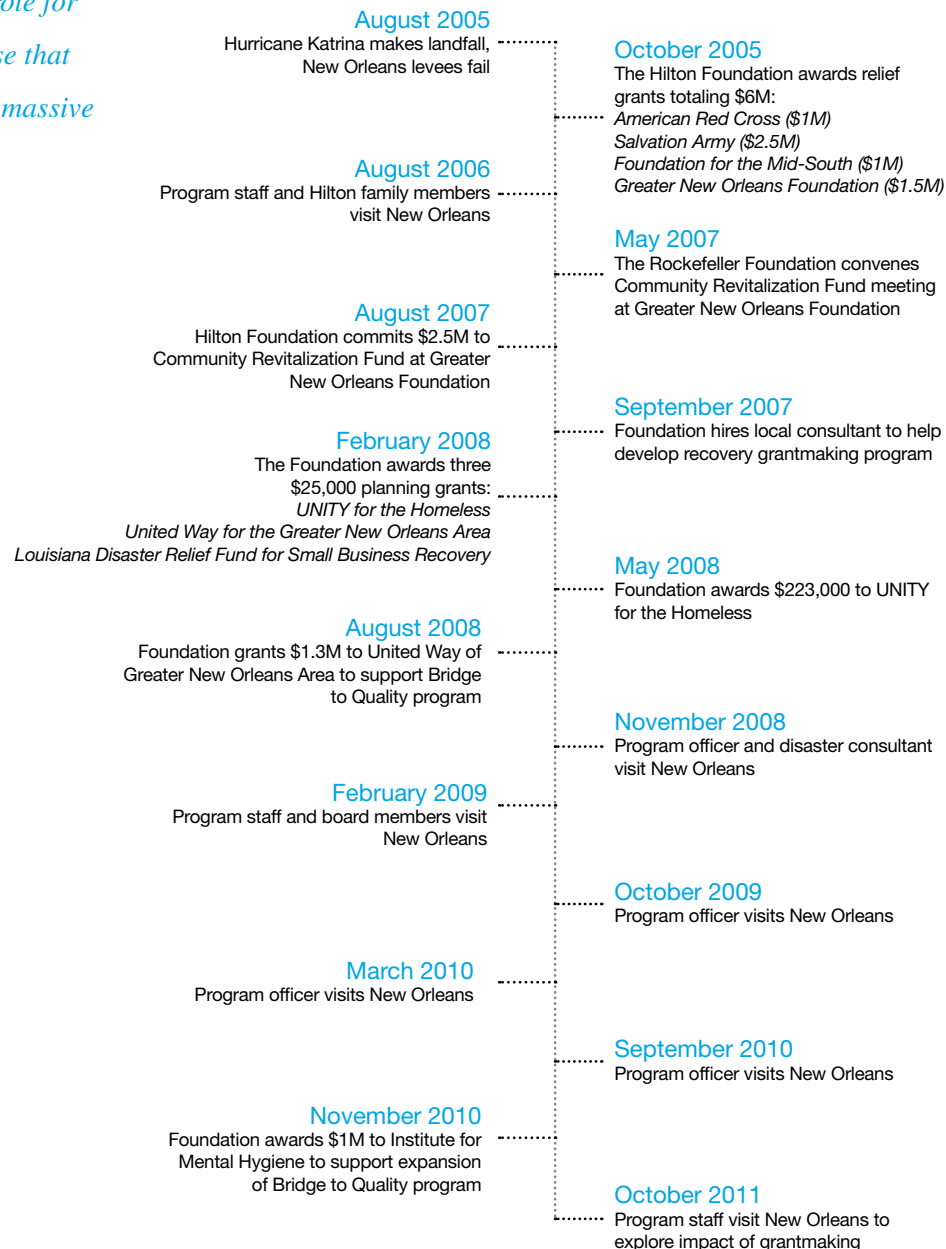 ole for
se that
massive
August 2005
Hurricane Katrina makes landfall,
New Orleans levees fail
October 2005
The Hilton Foundation awards relief
grants totaling $6M:
American Red Cross ($1M)
Salvation Army ($2.5M)
Foundation for the Mid-South ($1M)
Greater New Orleans Foundation ($1.5M)
August 2006
Program staff and Hilton family members
visit New Orleans
May 2007
The Rockefeller Foundation convenes
Community Revitalization Fund meeting
at Greater New Orleans Foundation
August 2007
Hilton Foundation commits $2.5M to
Community Revitalization Fund at Greater
New Orleans Foundation
September 2007
Foundation hires local consultant to help
develop recovery grantmaking program
February 2008
The Foundation awards three
$25,000 planning grants:
UNITY for the Homeless
United Way for the Greater New Orleans Area
Louisiana Disaster Relief Fund for Small Business Recovery
May 2008
Foundation awards $223,000 to UNITY
for the Homeless
August 2008
Foundation grants $1.3M to United Way of
Greater New Orleans Area to support Bridge
to Quality program
November 2008
Program officer and disaster consultant
visit New Orleans
February 2009
Program staff and board members visit
New Orleans
October 2009
Program officer visits New Orleans
March 2010
Program officer visits New Orleans
September 2010
Program officer visits New Orleans
November 2010
Foundation awards $1M to Institute for
Mental Hygiene to support expansion
of Bridge to Quality program
October 2011
Program staff visit New Orleans to
explore impact of grantmaking